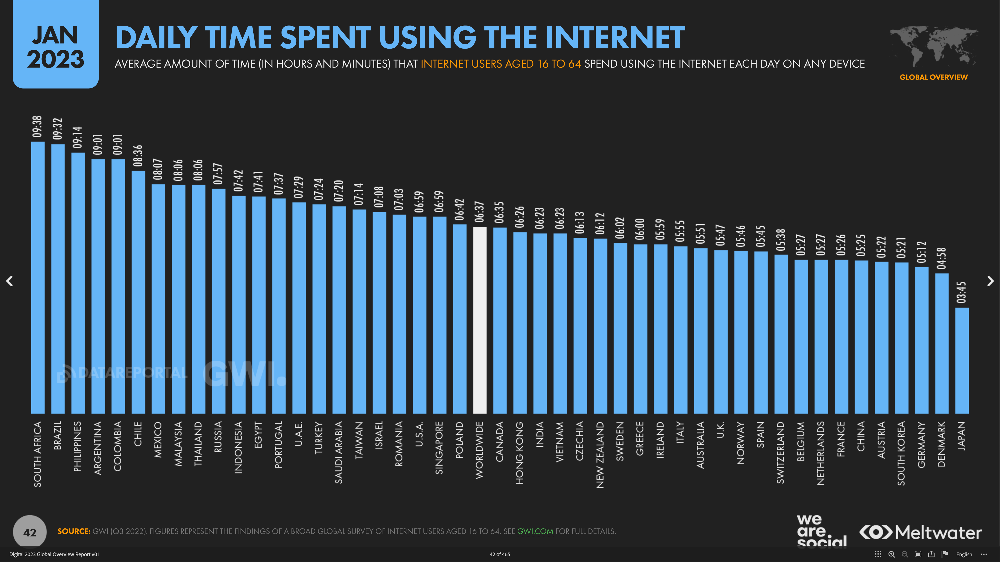 JAN
2023
DAILY TIME SPENT USING THE INTERNET
AVERAGE AMOUNT OF TIME (IN HOURS AND MINUTES) THAT INTERNET USERS AGED 16 TO 64 SPEND USING THE INTERNET EACH DAY ON ANY DEVICE
GLOBAL OVERVIEW
09:38
09:32
09:14
09:01
09:01
08:36
08:07
08:06
08:06
07:57
07:42
07:41
07:37
07:29
07:24
07:20
07:14
07:08
07:03
06:59
06:59
06:42
06:37
06:35
06:26
06:23
06:23
06:13
06:12
06:02
06:00
05:59
05:55
05:51
05:47
05:46
05:45
05:38
05:27
05:27
05:26
05:25
05:22
05:21
05:12
04:58
03:45
DATAREPORTAL
GWI.
SOUTH AFRICA
BRAZIL
PHILIPPINES
ARGENTINA
COLOMBIA
CHILE
MEXICO
MALAYSIA
THAILAND
RUSSIA
INDONESIA
EGYPT
PORTUGAL
U.A.E.
TURKEY
SAUDI ARABIA
TAIWAN
ISRAEL
ROMANIA
U.S.A.
SINGAPORE
POLAND
WORLDWIDE
CANADA
HONG KONG
INDIA
VIETNAM
CZECHIA
NEW ZEALAND
SWEDEN
GREECE
IRELAND
ITALY
AUSTRALIA
U.K.
NORWAY
SPAIN
SWITZERLAND
BELGIUM
NETHERLANDS
FRANCE
CHINA
AUSTRIA
SOUTH KOREA
GERMANY
DENMARK
JAPAN
42
SOURCE: GWI (Q3 2022). FIGURES REPRESENT THE FINDINGS OF A BROAD GLOBAL SURVEY OF INTERNET USERS AGED 16 TO 64. SEE GWI.COM FOR FULL DETAILS.
we
are
social
Meltwater
Digital 2023 Global Overview Report v01
42 of 465
English